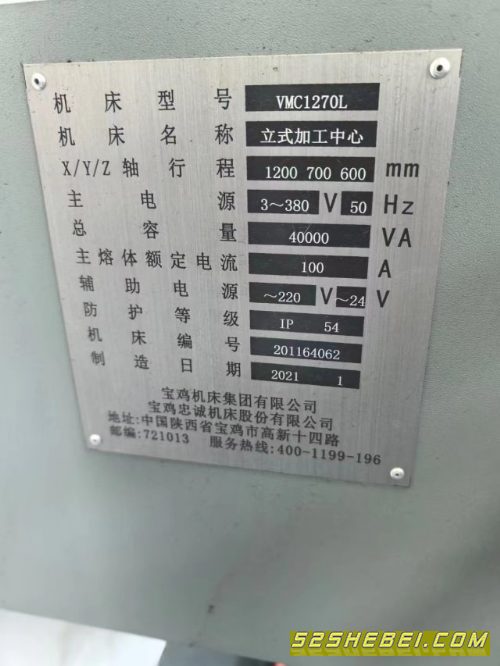 机床型号 VMC1270L
机床名称 立式加工中心
X/Y/Z轴行程 1200 700 600 mm
主电源 3～380 V 50 Hz
总容量 40000 VA
主熔体额定电流 100 A
辅助电源 ～220 V ～24 V
防护等级 IP 54
机床编号 201164062
制造日期 2021 1
宝鸡机床集团有限公司
宝鸡忠诚机床股份有限公司
地址:中国陕西省宝鸡市高新十四路
邮编:721013 服务热线:400-1199-196
52SHEBEI.COM